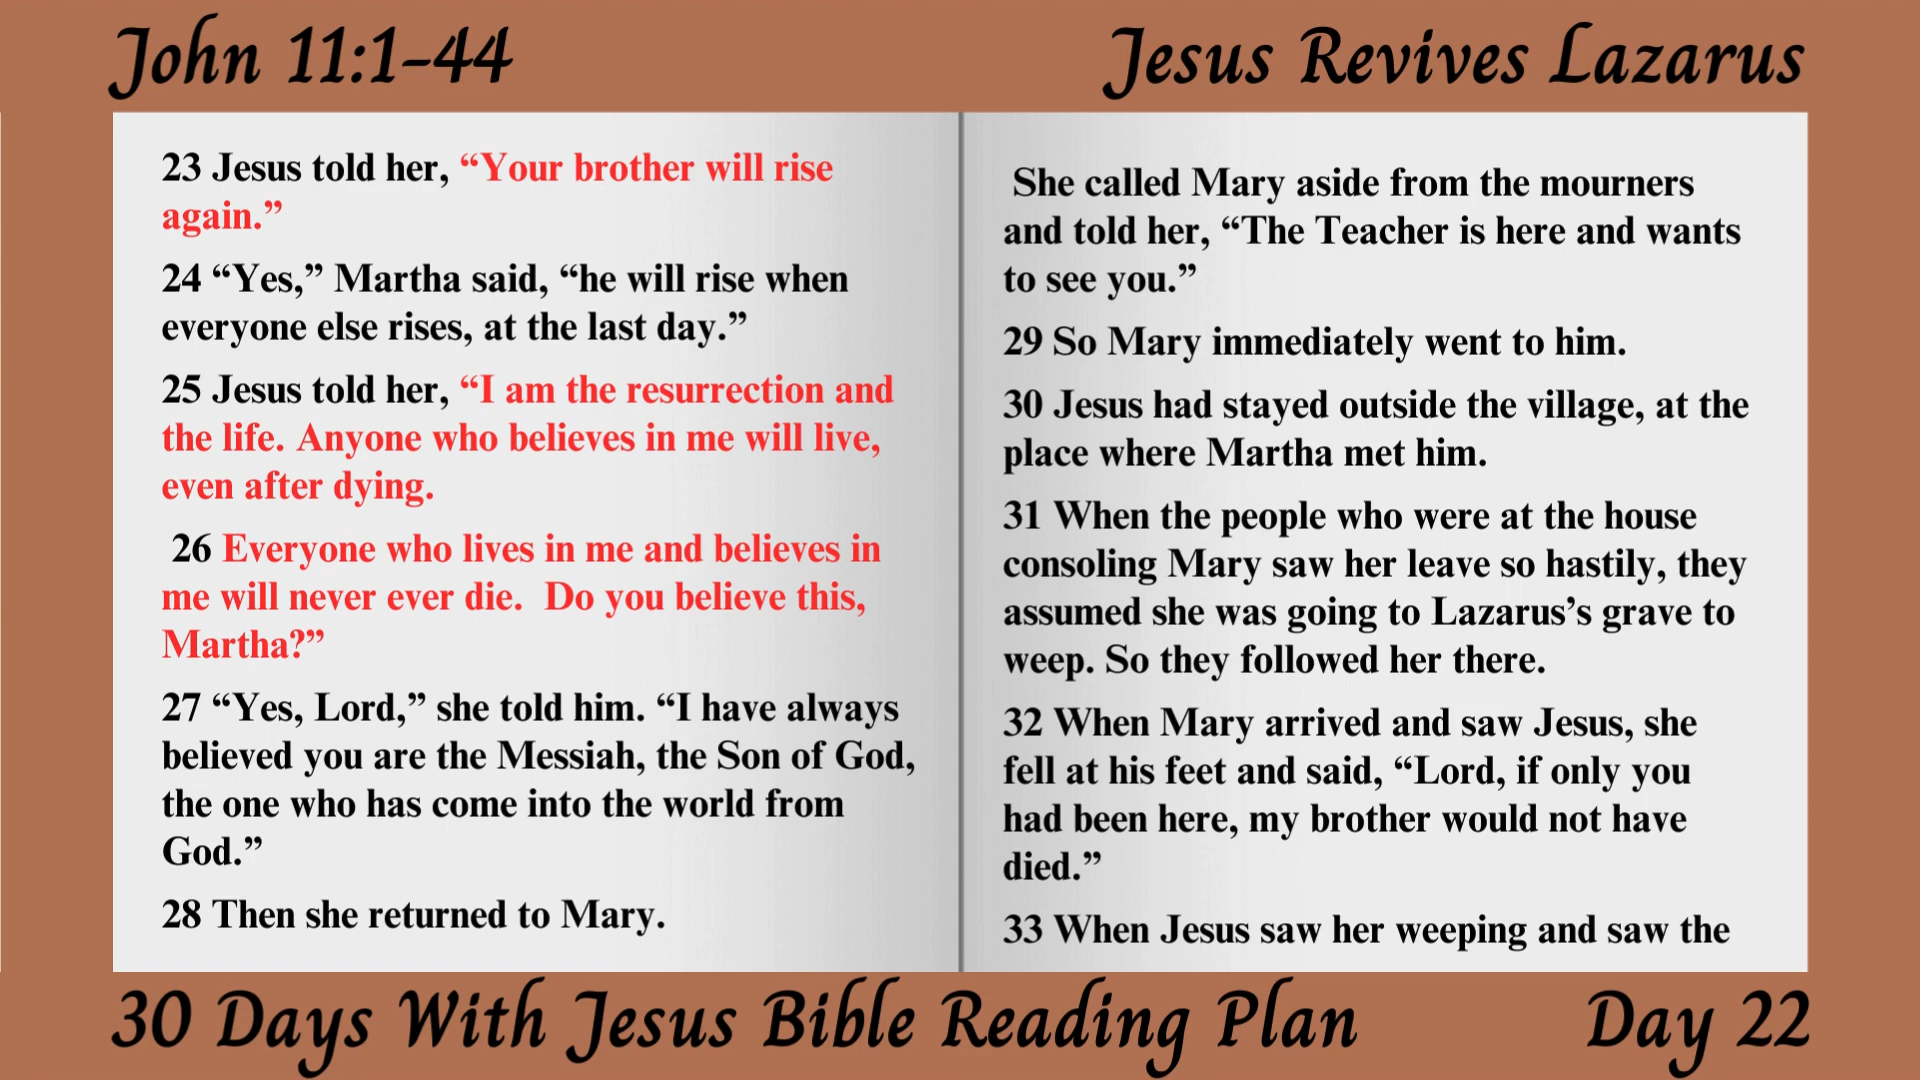 John 11:1-44
Jesus Revives Lazarus
23 Jesus told her, “Your brother will rise
again.”
24 “Yes,” Martha said, “he will rise when
everyone else rises, at the last day.”
25 Jesus told her, “I am the resurrection and
the life. Anyone who believes in me will live,
even after dying.
26 Everyone who lives in me and believes in
me will never ever die.  Do you believe this,
Martha?”
27 “Yes, Lord,” she told him. “I have always
believed you are the Messiah, the Son of God,
the one who has come into the world from
God.”
28 Then she returned to Mary.
She called Mary aside from the mourners
and told her, “The Teacher is here and wants
to see you.”
29 So Mary immediately went to him.
30 Jesus had stayed outside the village, at the
place where Martha met him.
31 When the people who were at the house
consoling Mary saw her leave so hastily, they
assumed she was going to Lazarus’s grave to
weep. So they followed her there.
32 When Mary arrived and saw Jesus, she
fell at his feet and said, “Lord, if only you
had been here, my brother would not have
died.”
33 When Jesus saw her weeping and saw the
30 Days With Jesus Bible Reading Plan
Day 22